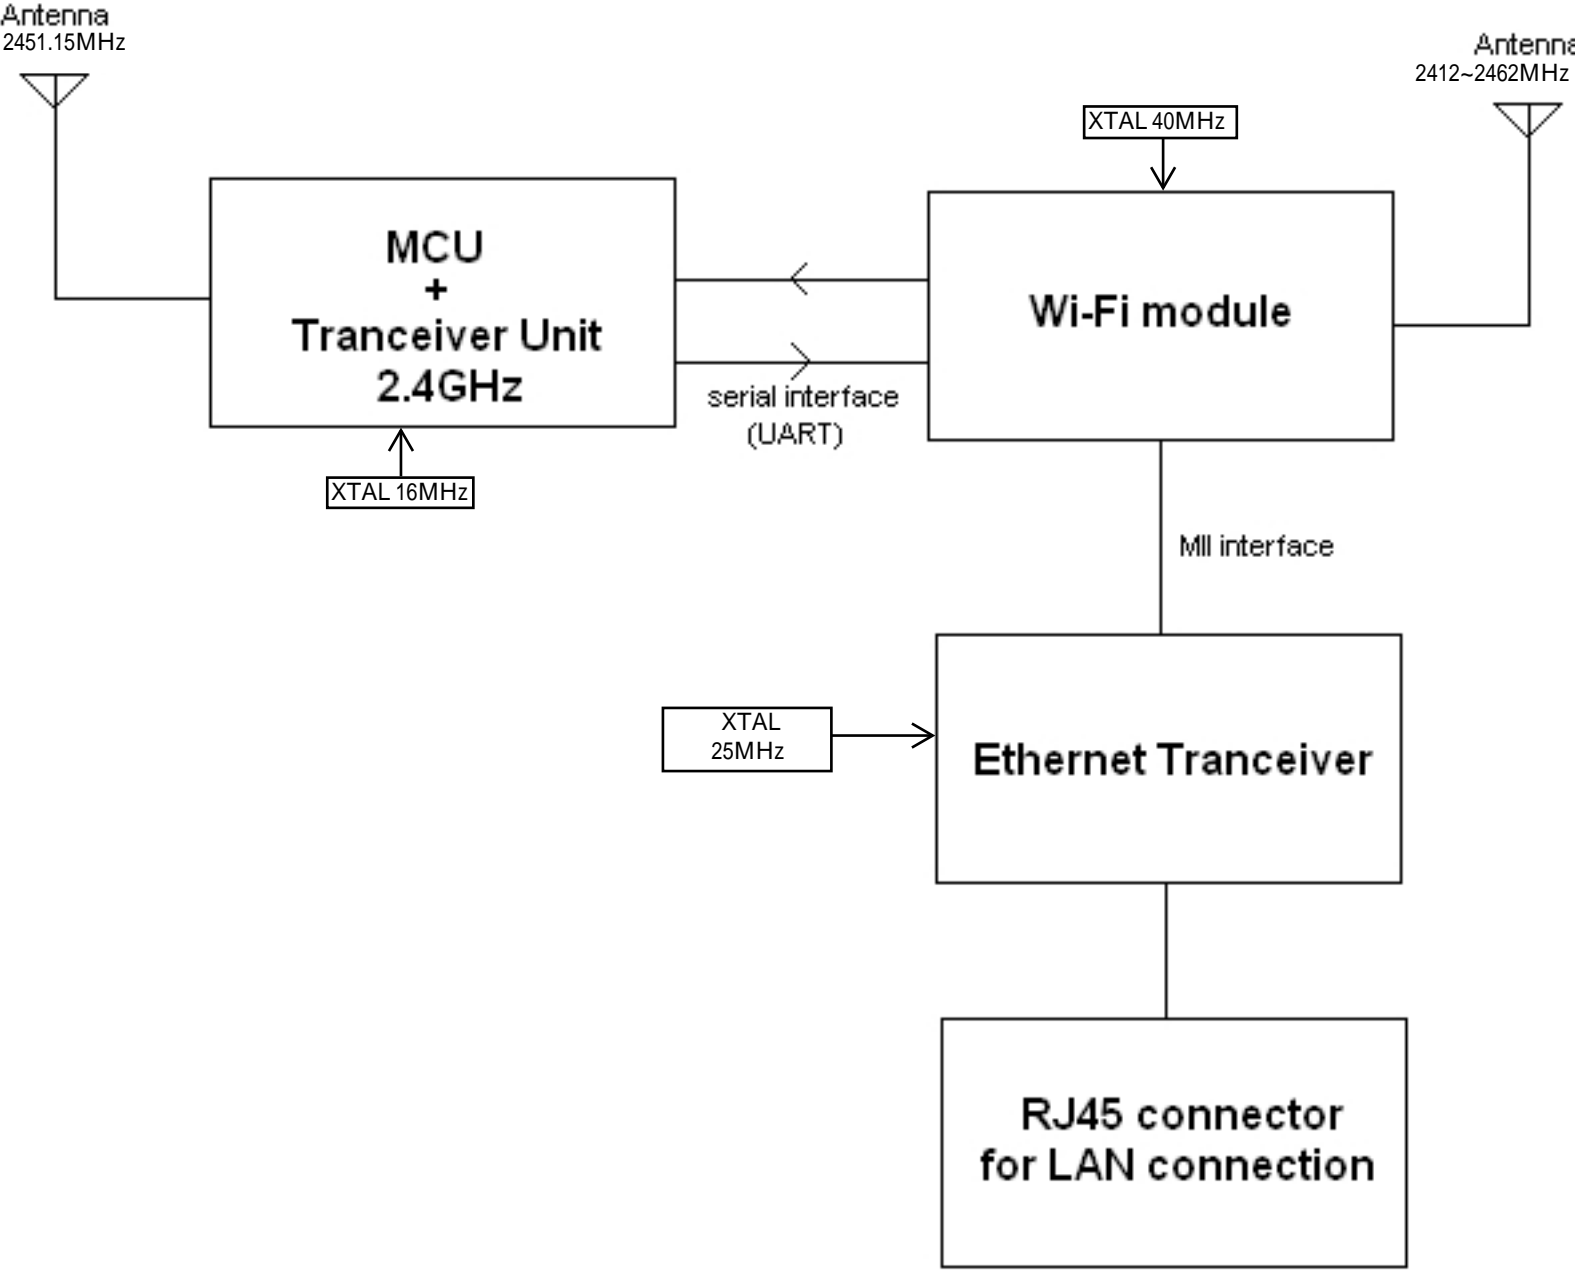 Antenna
2451.15MHz
Antenna
2412~2462MHz
XTAL 40MHz
MCU
+
Tranceiver Unit
2.4GHz
Wi-Fi module
serial interface
(UART)
XTAL 16MHz
MII interface
XTAL
25MHz
Ethernet Tranceiver
RJ45 connector
for LAN connection